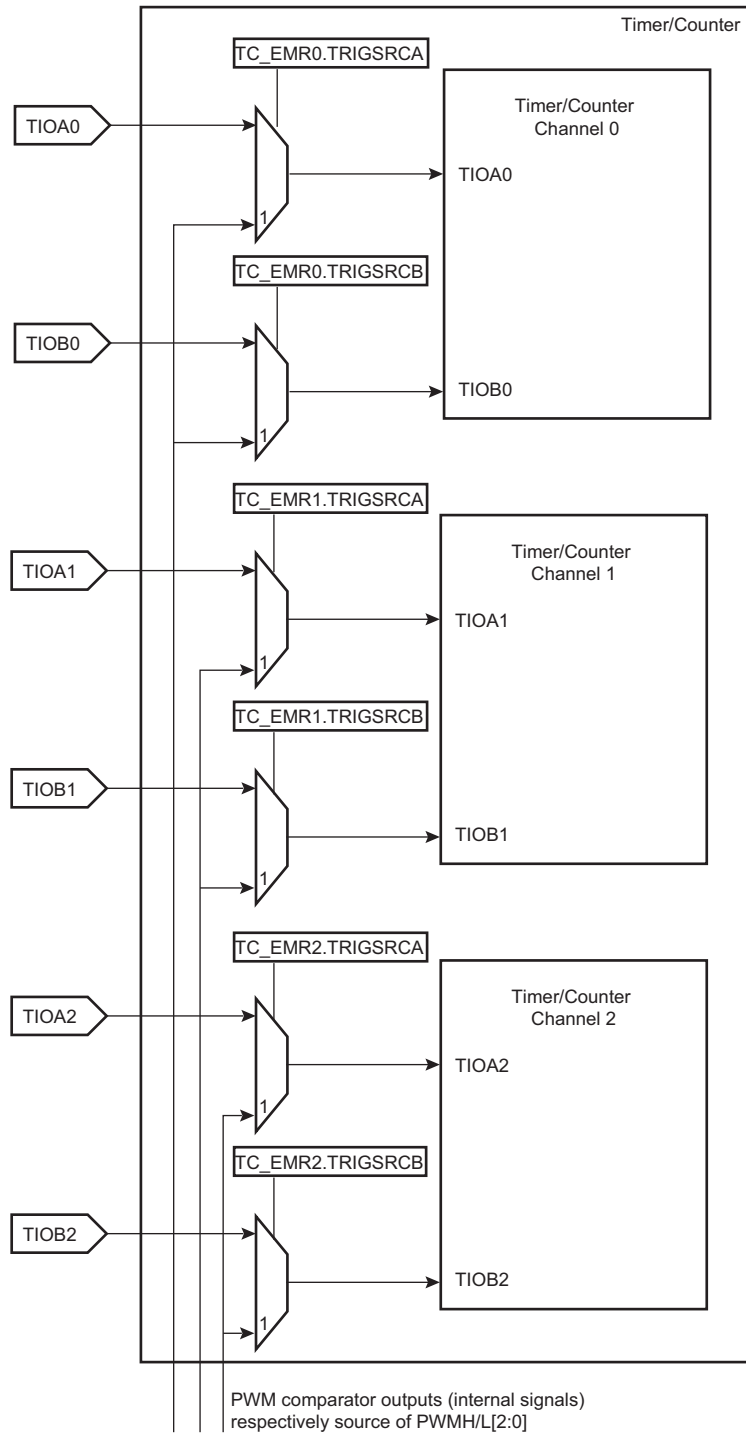 Timer/Counter
TC_EMR0.TRIGSRCA
Timer/Counter
Channel 0
TIOA0
TIOA0
1
TC_EMR0.TRIGSRCB
TIOB0
TIOB0
1
TC_EMR1.TRIGSRCA
Timer/Counter
Channel 1
TIOA1
TIOA1
1
TC_EMR1.TRIGSRCB
TIOB1
TIOB1
1
TC_EMR2.TRIGSRCA
Timer/Counter
Channel 2
TIOA2
TIOA2
1
TC_EMR2.TRIGSRCB
TIOB2
TIOB2
1
PWM comparator outputs (internal signals)
respectively source of PWMH/L[2:0]